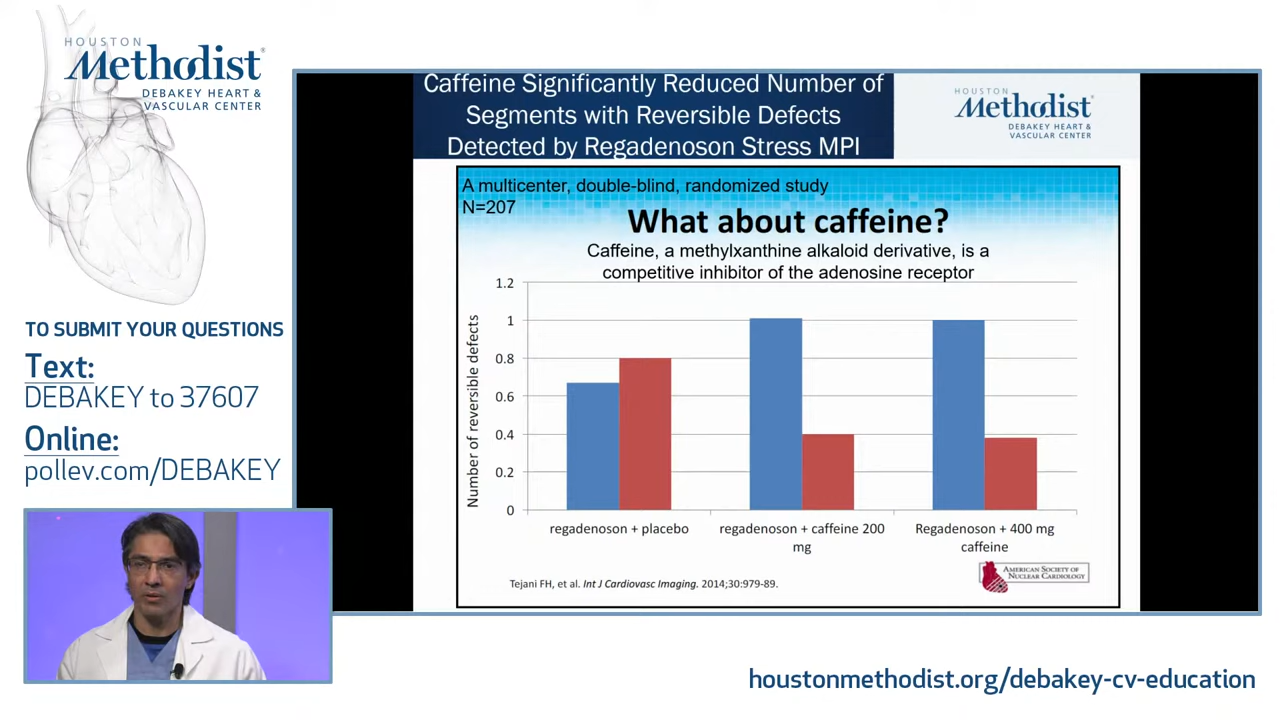 HOUSTON
Methodist
DEBAKEY HEART &
VASCULAR CENTER
TO SUBMIT YOUR QUESTIONS
Text:
DEBAKEY to 37607
Online:
pollev.com/DEBAKEY
Caffeine Significantly Reduced Number of
Segments with Reversible Defects
Detected by Regadenoson Stress MPI
HOUSTON
Methodist
DEBAKEY HEART &
VASCULAR CENTER
A multicenter, double-blind, randomized study
N=207
What about caffeine?
Caffeine, a methylxanthine alkaloid derivative, is a
competitive inhibitor of the adenosine receptor
Number of reversible defects
1.2
1
0.8
0.6
0.4
0.2
0
regadenoson + placebo
regadenoson + caffeine 200
mg
Regadenoson + 400 mg
caffeine
Tejani FH, et al. Int J Cardiovasc Imaging. 2014;30:979-89.
AMERICAN SOCIETY OF
NUCLEAR CARDIOLOGY
houstonmethodist.org/debakey-cv-education